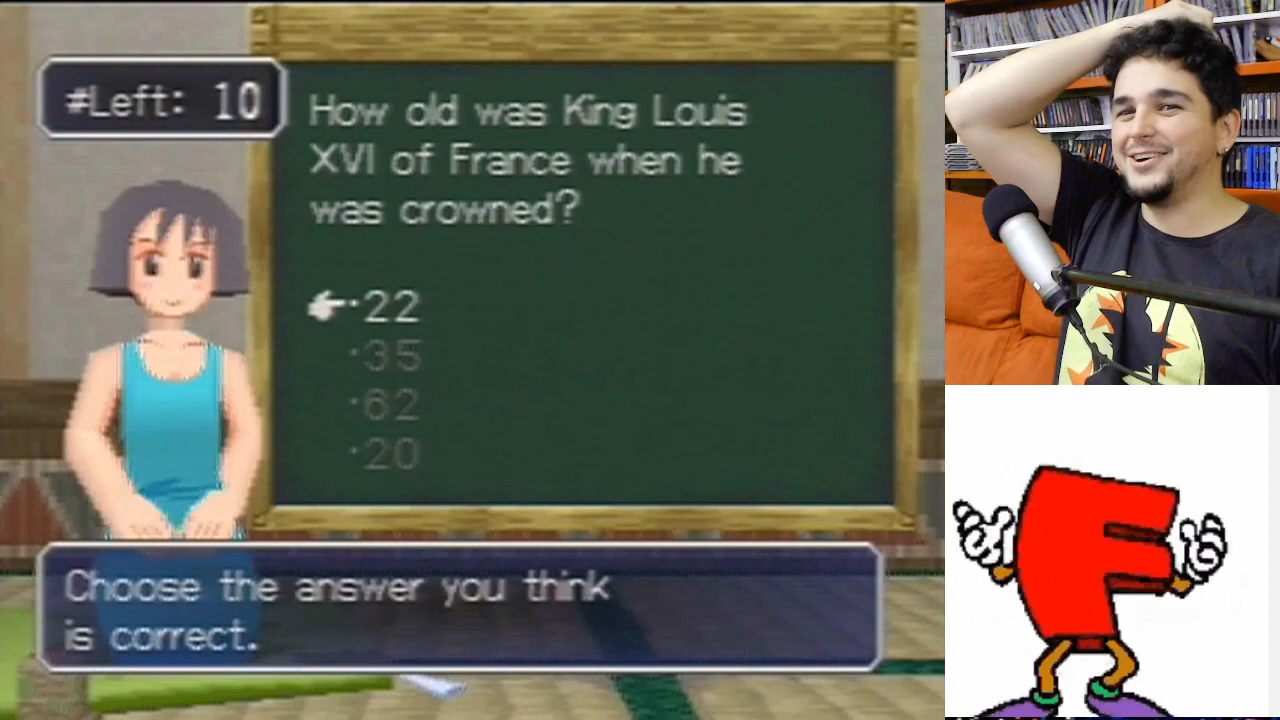 #Left: 10
How old was King Louis
XVI of France when he
was crowned?
·22
·35
·62
·20
Choose the answer you think
is correct.
F